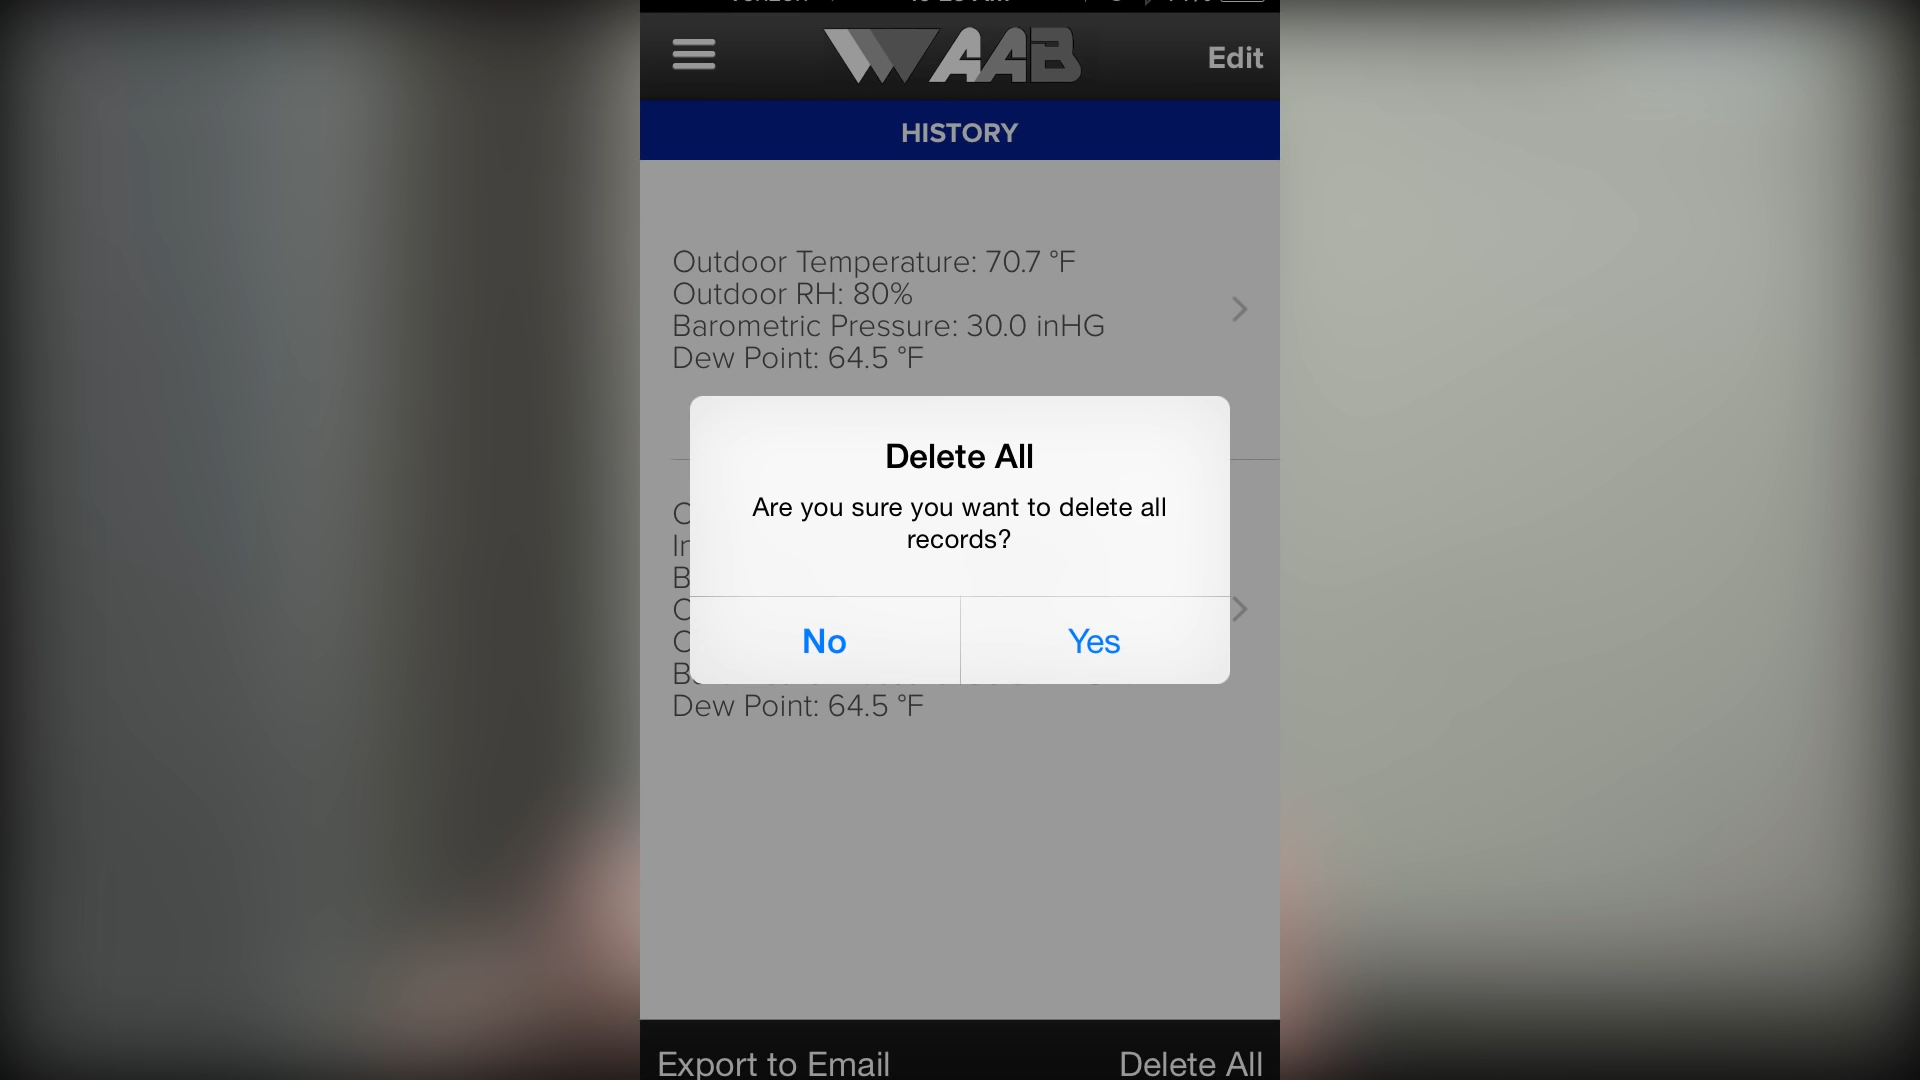 WAAB
Edit
HISTORY
Outdoor Temperature: 70.7 °F
Outdoor RH: 80%
Barometric Pressure: 30.0 inHG
Dew Point: 64.5 °F
Delete All
Are you sure you want to delete all
records?
No
Yes
Dew Point: 64.5 °F
Export to Email
Delete All